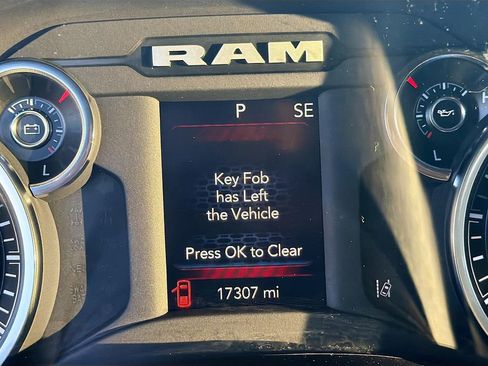 RAM
P SE
H
Key Fob
has Left
the Vehicle
Press OK to Clear
L
L
17307 mi